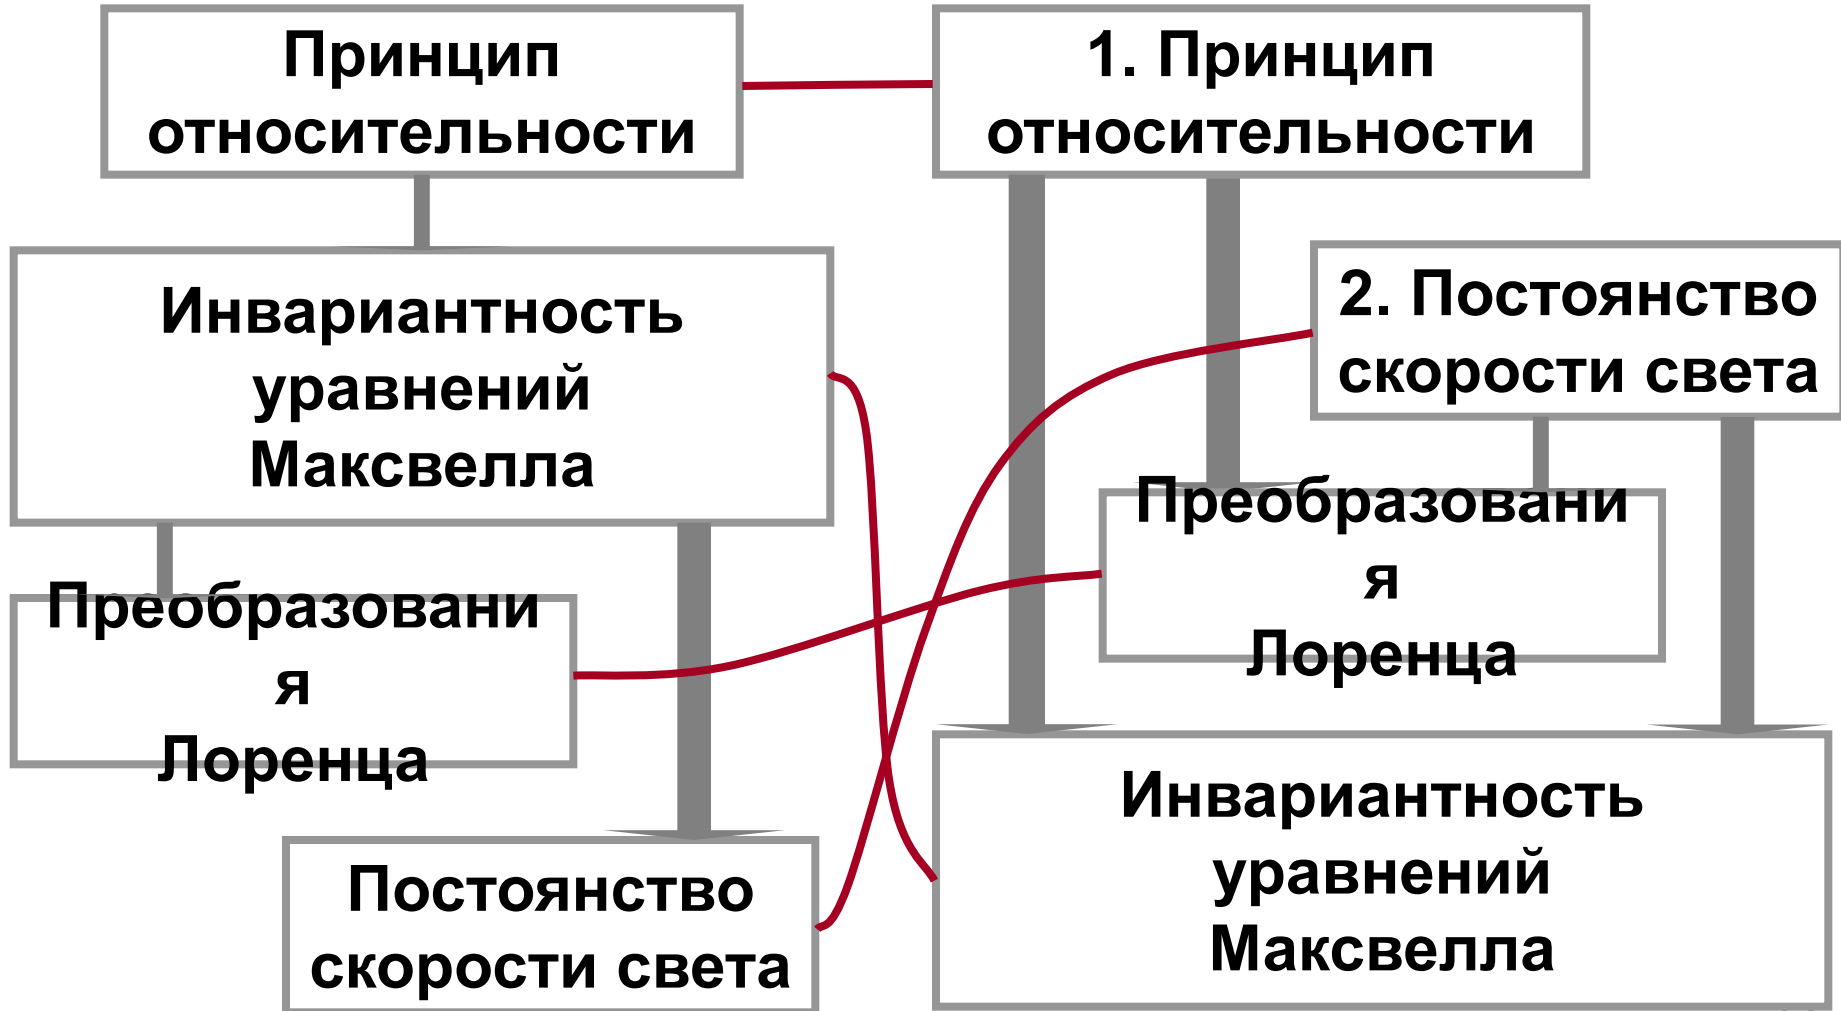 Принцип
относительности
Инвариантность
уравнений
Максвелла
Преобразовани
я
Лоренца
Постоянство
скорости света
1. Принцип
относительности
2. Постоянство
скорости света
Преобразовани
я
Лоренца
Инвариантность
уравнений
Максвелла